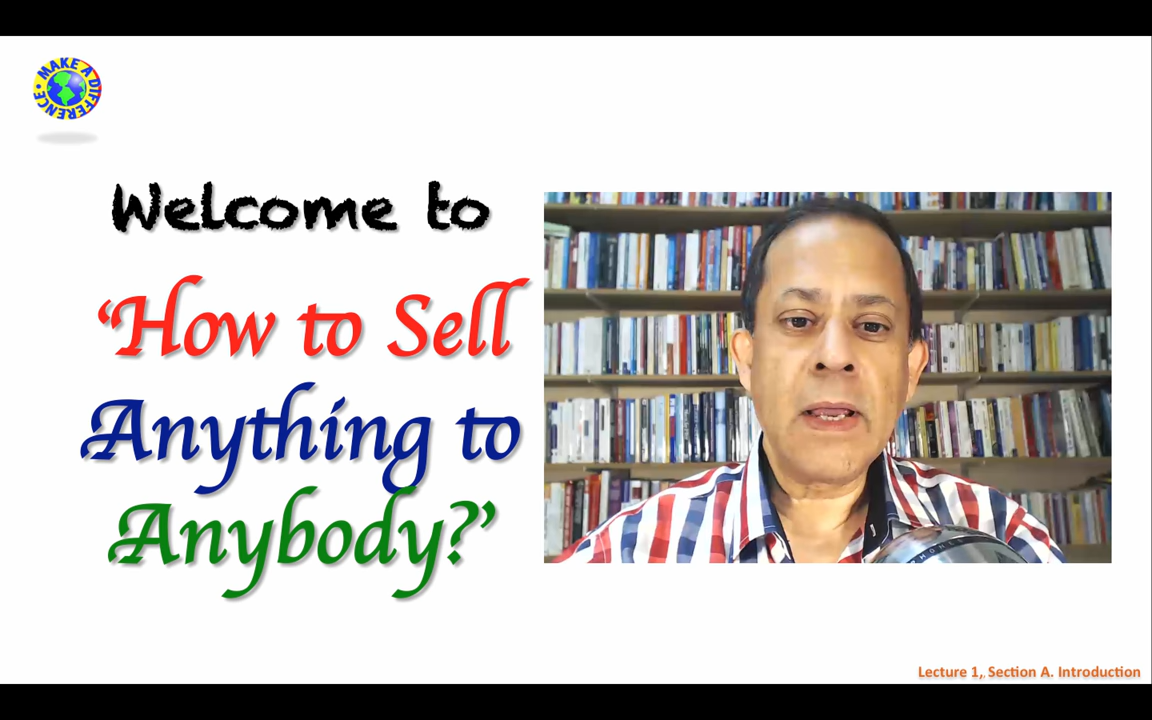 MAKE A DIFFERENCE
Welcome to
‘How to Sell
Anything to
Anybody?’
Lecture 1, Section A. Introduction